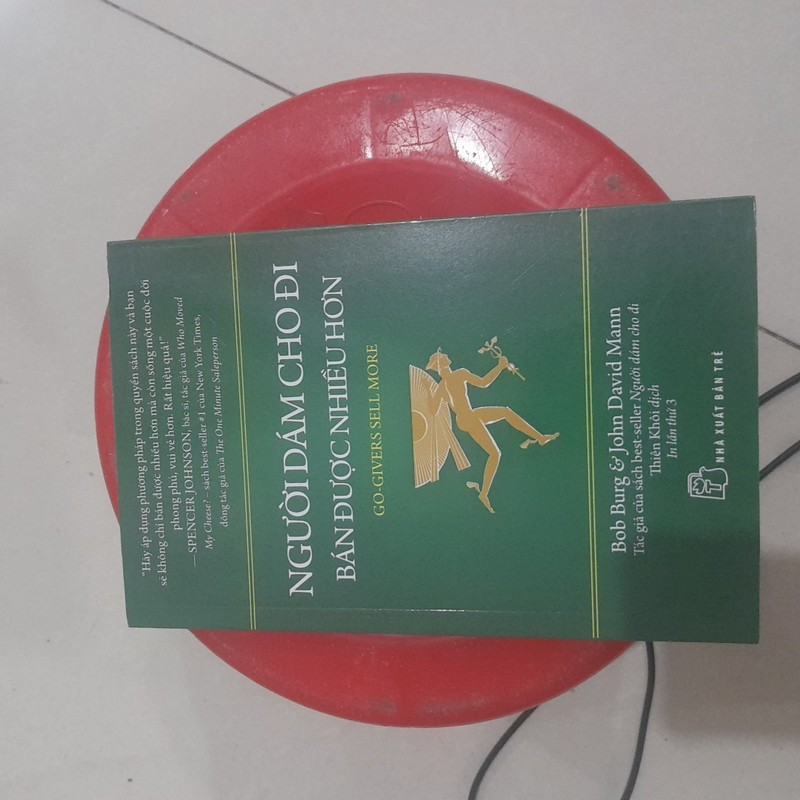 "Hãy áp dụng phương pháp trong quyển sách này và bạn
sẽ không chỉ bán được nhiều hơn mà còn sống một cuộc đời
phong phú, vui vẻ hơn. Rất hiệu quả!"
— SPENCER JOHNSON, bác sĩ, tác giả của Who Moved
My Cheese? – sách best-seller #1 của New York Times,
đồng tác giả của The One Minute Saleperson
NGƯỜI DÁM CHO ĐI
BÁN ĐƯỢC NHIỀU HƠN
GO-GIVERS SELL MORE
Bob Burg & John David Mann
Tác giả của sách best-seller Người dám cho đi
Thiên Khôi dịch
In lần thứ 3
NHÀ XUẤT BẢN TRẺ